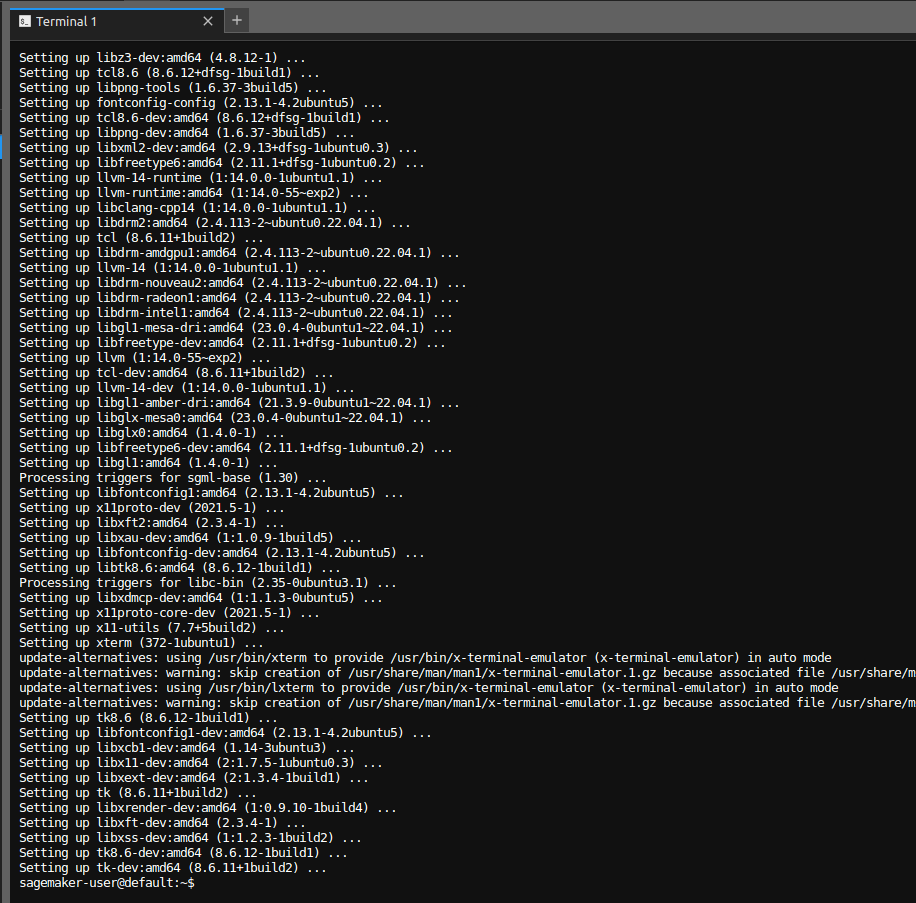 Terminal 1
Setting up libz3-dev:amd64 (4.8.12-1) ...
Setting up tcl8.6 (8.6.12+dfsg-1build1) ...
Setting up libpng-tools (1.6.37-3build5) ...
Setting up fontconfig-config (2.13.1-4.2ubuntu5) ...
Setting up tcl8.6-dev:amd64 (8.6.12+dfsg-1build1) ...
Setting up libpng-dev:amd64 (1.6.37-3build5) ...
Setting up libxml2-dev:amd64 (2.9.13+dfsg-1ubuntu0.3) ...
Setting up libfreetype6:amd64 (2.11.1+dfsg-1ubuntu0.2) ...
Setting up llvm-14-runtime (1:14.0.0-1ubuntu1.1) ...
Setting up llvm-runtime:amd64 (1:14.0-55~exp2) ...
Setting up libclang-cpp14 (1:14.0.0-1ubuntu1.1) ...
Setting up libdrm2:amd64 (2.4.113-2~ubuntu0.22.04.1) ...
Setting up tcl (8.6.11+1build2) ...
Setting up libdrm-amdgpu1:amd64 (2.4.113-2~ubuntu0.22.04.1) ...
Setting up llvm-14 (1:14.0.0-1ubuntu1.1) ...
Setting up libdrm-nouveau2:amd64 (2.4.113-2~ubuntu0.22.04.1) ...
Setting up libdrm-radeon1:amd64 (2.4.113-2~ubuntu0.22.04.1) ...
Setting up libdrm-intel1:amd64 (2.4.113-2~ubuntu0.22.04.1) ...
Setting up libgl1-mesa-dri:amd64 (23.0.4-0ubuntu1~22.04.1) ...
Setting up libfreetype-dev:amd64 (2.11.1+dfsg-1ubuntu0.2) ...
Setting up llvm (1:14.0-55~exp2) ...
Setting up tcl-dev:amd64 (8.6.11+1build2) ...
Setting up llvm-14-dev (1:14.0.0-1ubuntu1.1) ...
Setting up libgl1-amber-dri:amd64 (21.3.9-0ubuntu1~22.04.1) ...
Setting up libglx-mesa0:amd64 (23.0.4-0ubuntu1~22.04.1) ...
Setting up libglx0:amd64 (1.4.0-1) ...
Setting up libfreetype6-dev:amd64 (2.11.1+dfsg-1ubuntu0.2) ...
Setting up libgl1:amd64 (1.4.0-1) ...
Processing triggers for sgml-base (1.30) ...
Setting up libfontconfig1:amd64 (2.13.1-4.2ubuntu5) ...
Setting up x11proto-dev (2021.5-1) ...
Setting up libxft2:amd64 (2.3.4-1) ...
Setting up libxau-dev:amd64 (1:1.0.9-1build5) ...
Setting up libfontconfig-dev:amd64 (2.13.1-4.2ubuntu5) ...
Setting up libtk8.6:amd64 (8.6.12-1build1) ...
Processing triggers for libc-bin (2.35-0ubuntu3.1) ...
Setting up libxdmcp-dev:amd64 (1:1.1.3-0ubuntu5) ...
Setting up x11proto-core-dev (2021.5-1) ...
Setting up x11-utils (7.7+5build2) ...
Setting up xterm (372-1ubuntu1) ...
update-alternatives: using /usr/bin/xterm to provide /usr/bin/x-terminal-emulator (x-terminal-emulator) in auto mode
update-alternatives: warning: skip creation of /usr/share/man/man1/x-terminal-emulator.1.gz because associated file /usr/share/m
update-alternatives: using /usr/bin/lxterm to provide /usr/bin/x-terminal-emulator (x-terminal-emulator) in auto mode
update-alternatives: warning: skip creation of /usr/share/man/man1/x-terminal-emulator.1.gz because associated file /usr/share/m
Setting up tk8.6 (8.6.12-1build1) ...
Setting up libfontconfig1-dev:amd64 (2.13.1-4.2ubuntu5) ...
Setting up libxcb1-dev:amd64 (1.14-3ubuntu3) ...
Setting up libx11-dev:amd64 (2:1.7.5-1ubuntu0.3) ...
Setting up libxext-dev:amd64 (2:1.3.4-1build1) ...
Setting up tk (8.6.11+1build2) ...
Setting up libxrender-dev:amd64 (1:0.9.10-1build4) ...
Setting up libxft-dev:amd64 (2.3.4-1) ...
Setting up libxss-dev:amd64 (1:1.2.3-1build2) ...
Setting up tk8.6-dev:amd64 (8.6.12-1build1) ...
Setting up tk-dev:amd64 (8.6.11+1build2) ...
sagemaker-user@default:~$